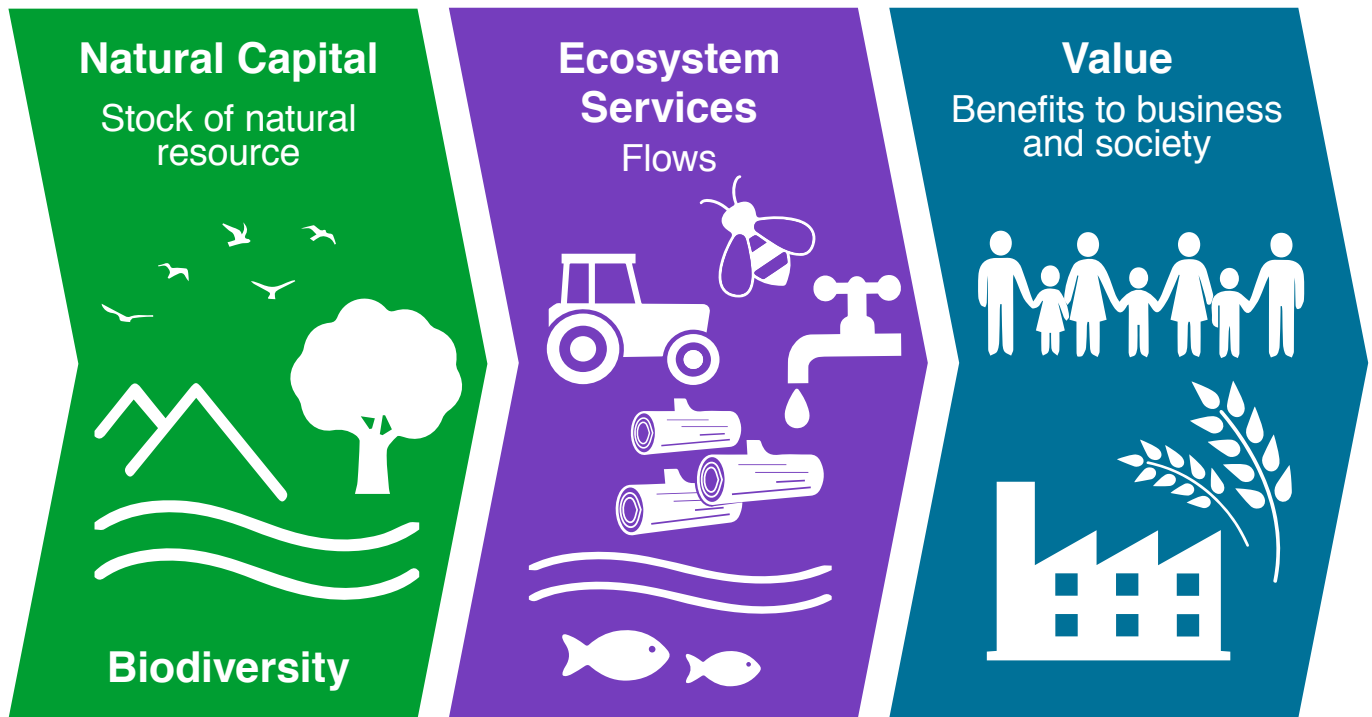 Natural Capital
Stock of natural
resource
Biodiversity
Ecosystem
Services
Flows
Value
Benefits to business
and society